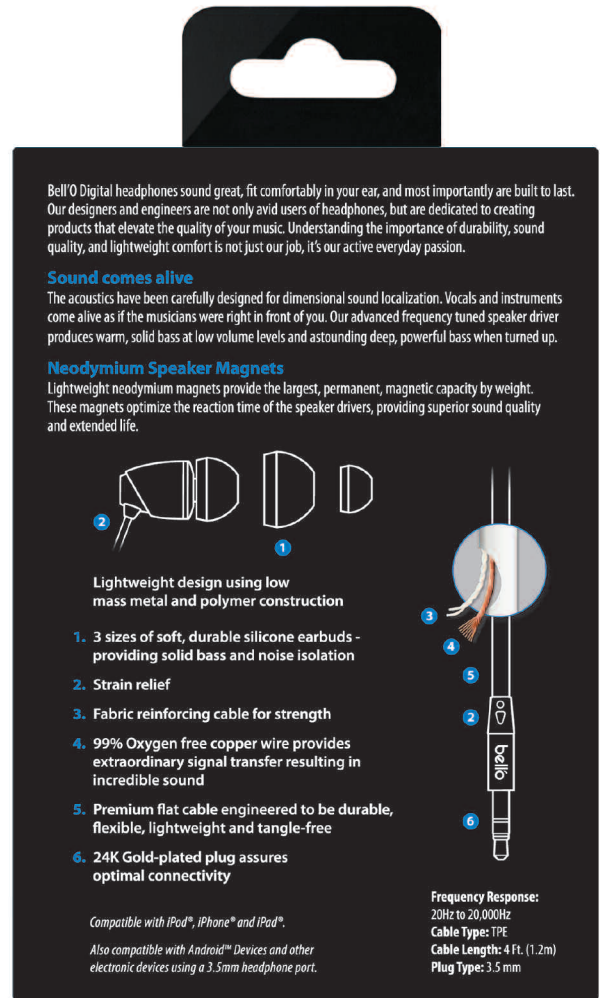 Bell'O Digital headphones sound great, fit comfortably in your ear, and most importantly are built to last.
Our designers and engineers are not only avid users of headphones, but are dedicated to creating
products that elevate the quality of your music. Understanding the importance of durability, sound
quality, and lightweight comfort is not just our job, it's our active everyday passion.
Sound comes alive
The acoustics have been carefully designed for dimensional sound localization. Vocals and instruments
come alive as if the musicians were right in front of you. Our advanced frequency tuned speaker driver
produces warm, solid bass at low volume levels and astounding deep, powerful bass when turned up.
Neodymium Speaker Magnets
Lightweight neodymium magnets provide the largest, permanent, magnetic capacity by weight.
These magnets optimize the reaction time of the speaker drivers, providing superior sound quality
and extended life.
2
1
Lightweight design using low
mass metal and polymer construction
1. 3 sizes of soft, durable silicone earbuds -
providing solid bass and noise isolation
2. Strain relief
3. Fabric reinforcing cable for strength
4. 99% Oxygen free copper wire provides
extraordinary signal transfer resulting in
incredible sound
5. Premium flat cable engineered to be durable,
flexible, lightweight and tangle-free
6. 24K Gold-plated plug assures
optimal connectivity
Compatible with iPod®, iPhone® and iPad®.
Also compatible with Android™ Devices and other
electronic devices using a 3.5mm headphone port.
3
4
5
2
bell'o
6
Frequency Response:
20Hz to 20,000Hz
Cable Type: TPE
Cable Length: 4 Ft. (1.2m)
Plug Type: 3.5 mm